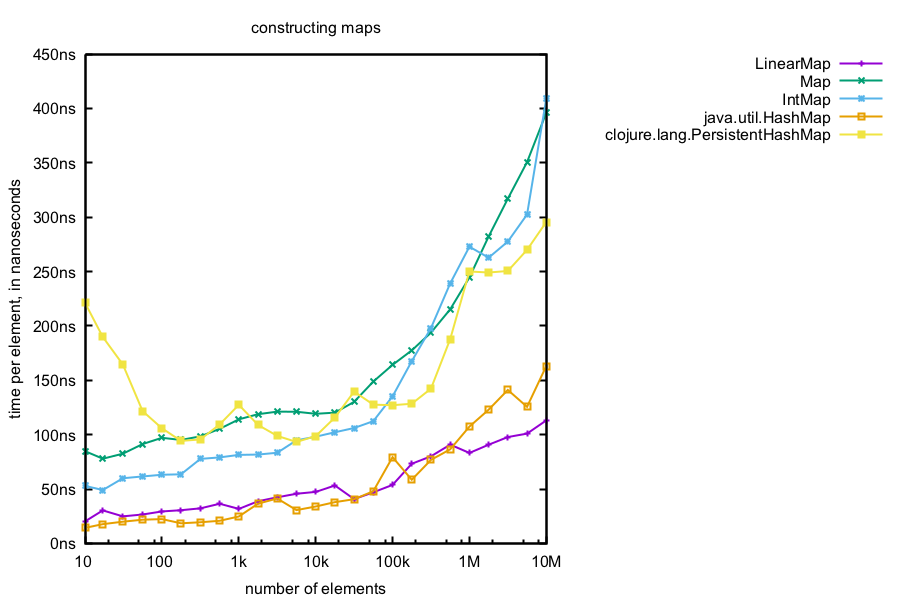 constructing maps
450ns
400ns
350ns
300ns
250ns
200ns
150ns
100ns
50ns
0ns
time per element, in nanoseconds
10
100
1k
10k
100k
1M
10M
number of elements
LinearMap
Map
IntMap
java.util.HashMap
clojure.lang.PersistentHashMap